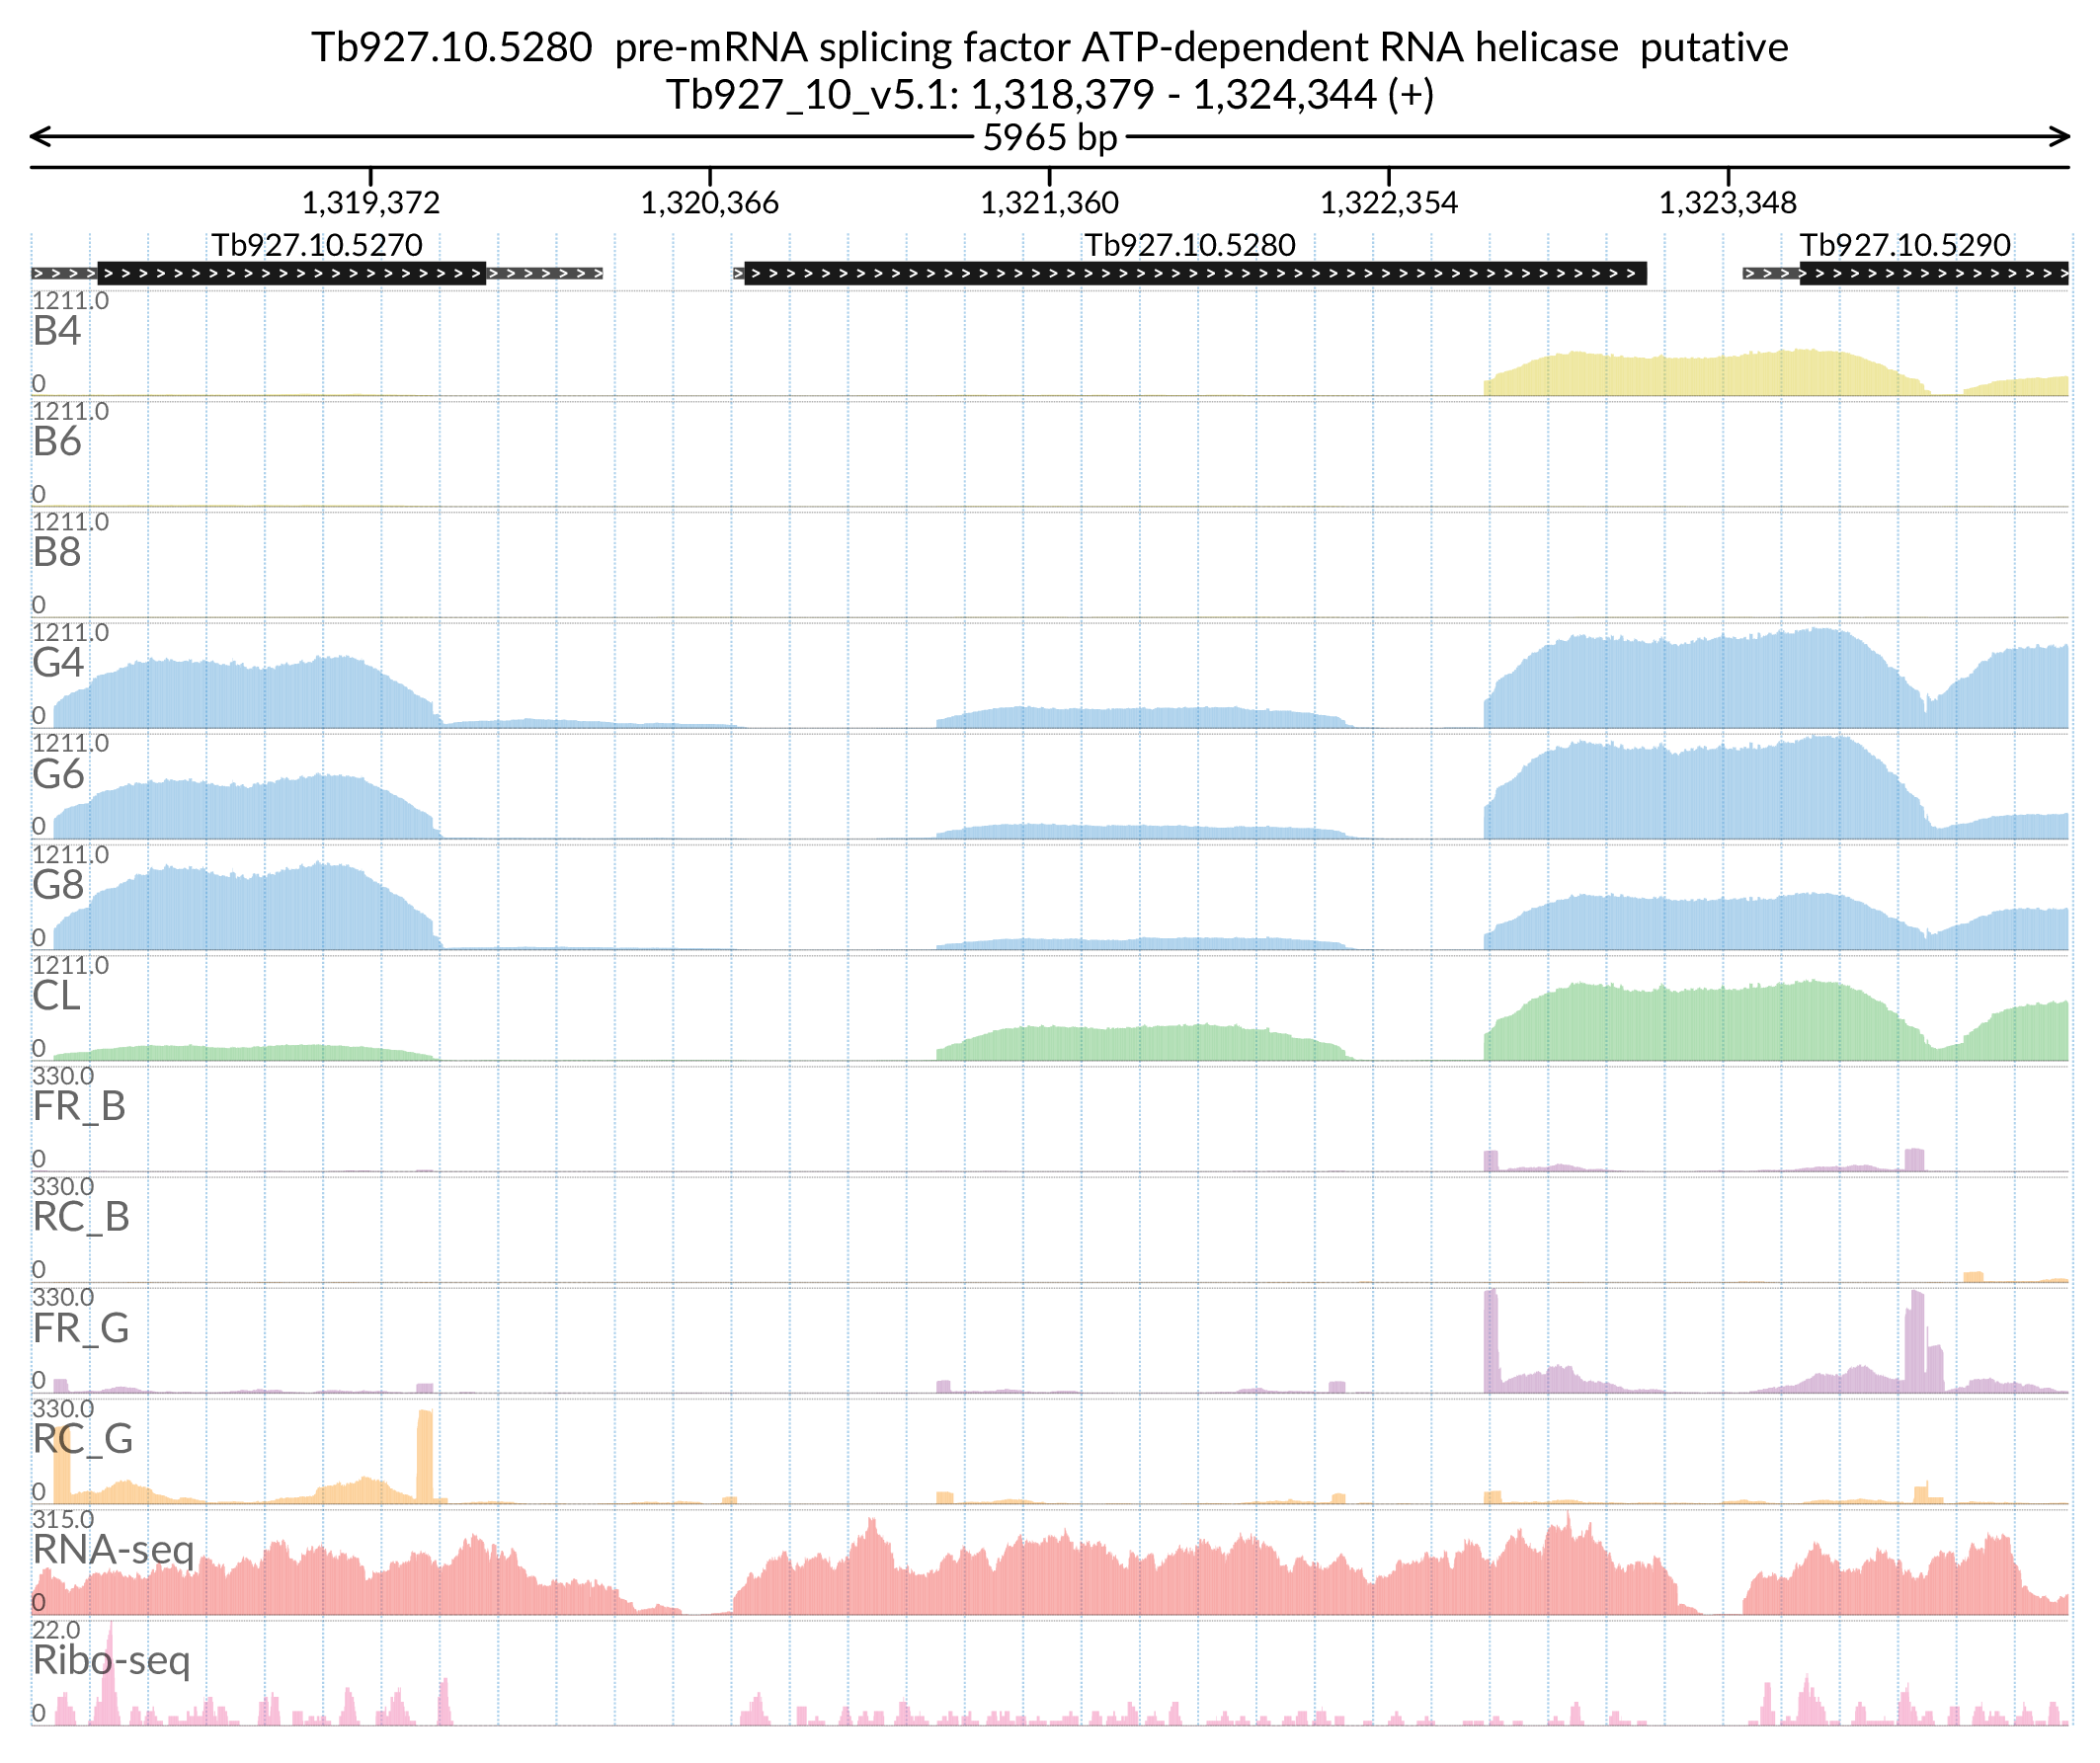 Tb927.10.5280  pre-mRNA splicing factor ATP-dependent RNA helicase  putative
Tb927_10_v5.1: 1,318,379 - 1,324,344 (+)
5965 bp
1,319,372 1,320,366 1,321,360 1,322,354 1,323,348
Tb927.10.5270 Tb927.10.5280 Tb927.10.5290
1211.0
B4
0
1211.0
B6
0
1211.0
B8
0
1211.0
G4
0
1211.0
G6
0
1211.0
G8
0
1211.0
CL
0
330.0
FR_B
0
330.0
RC_B
0
330.0
FR_G
0
330.0
RC_G
0
315.0
RNA-seq
0
22.0
Ribo-seq
0